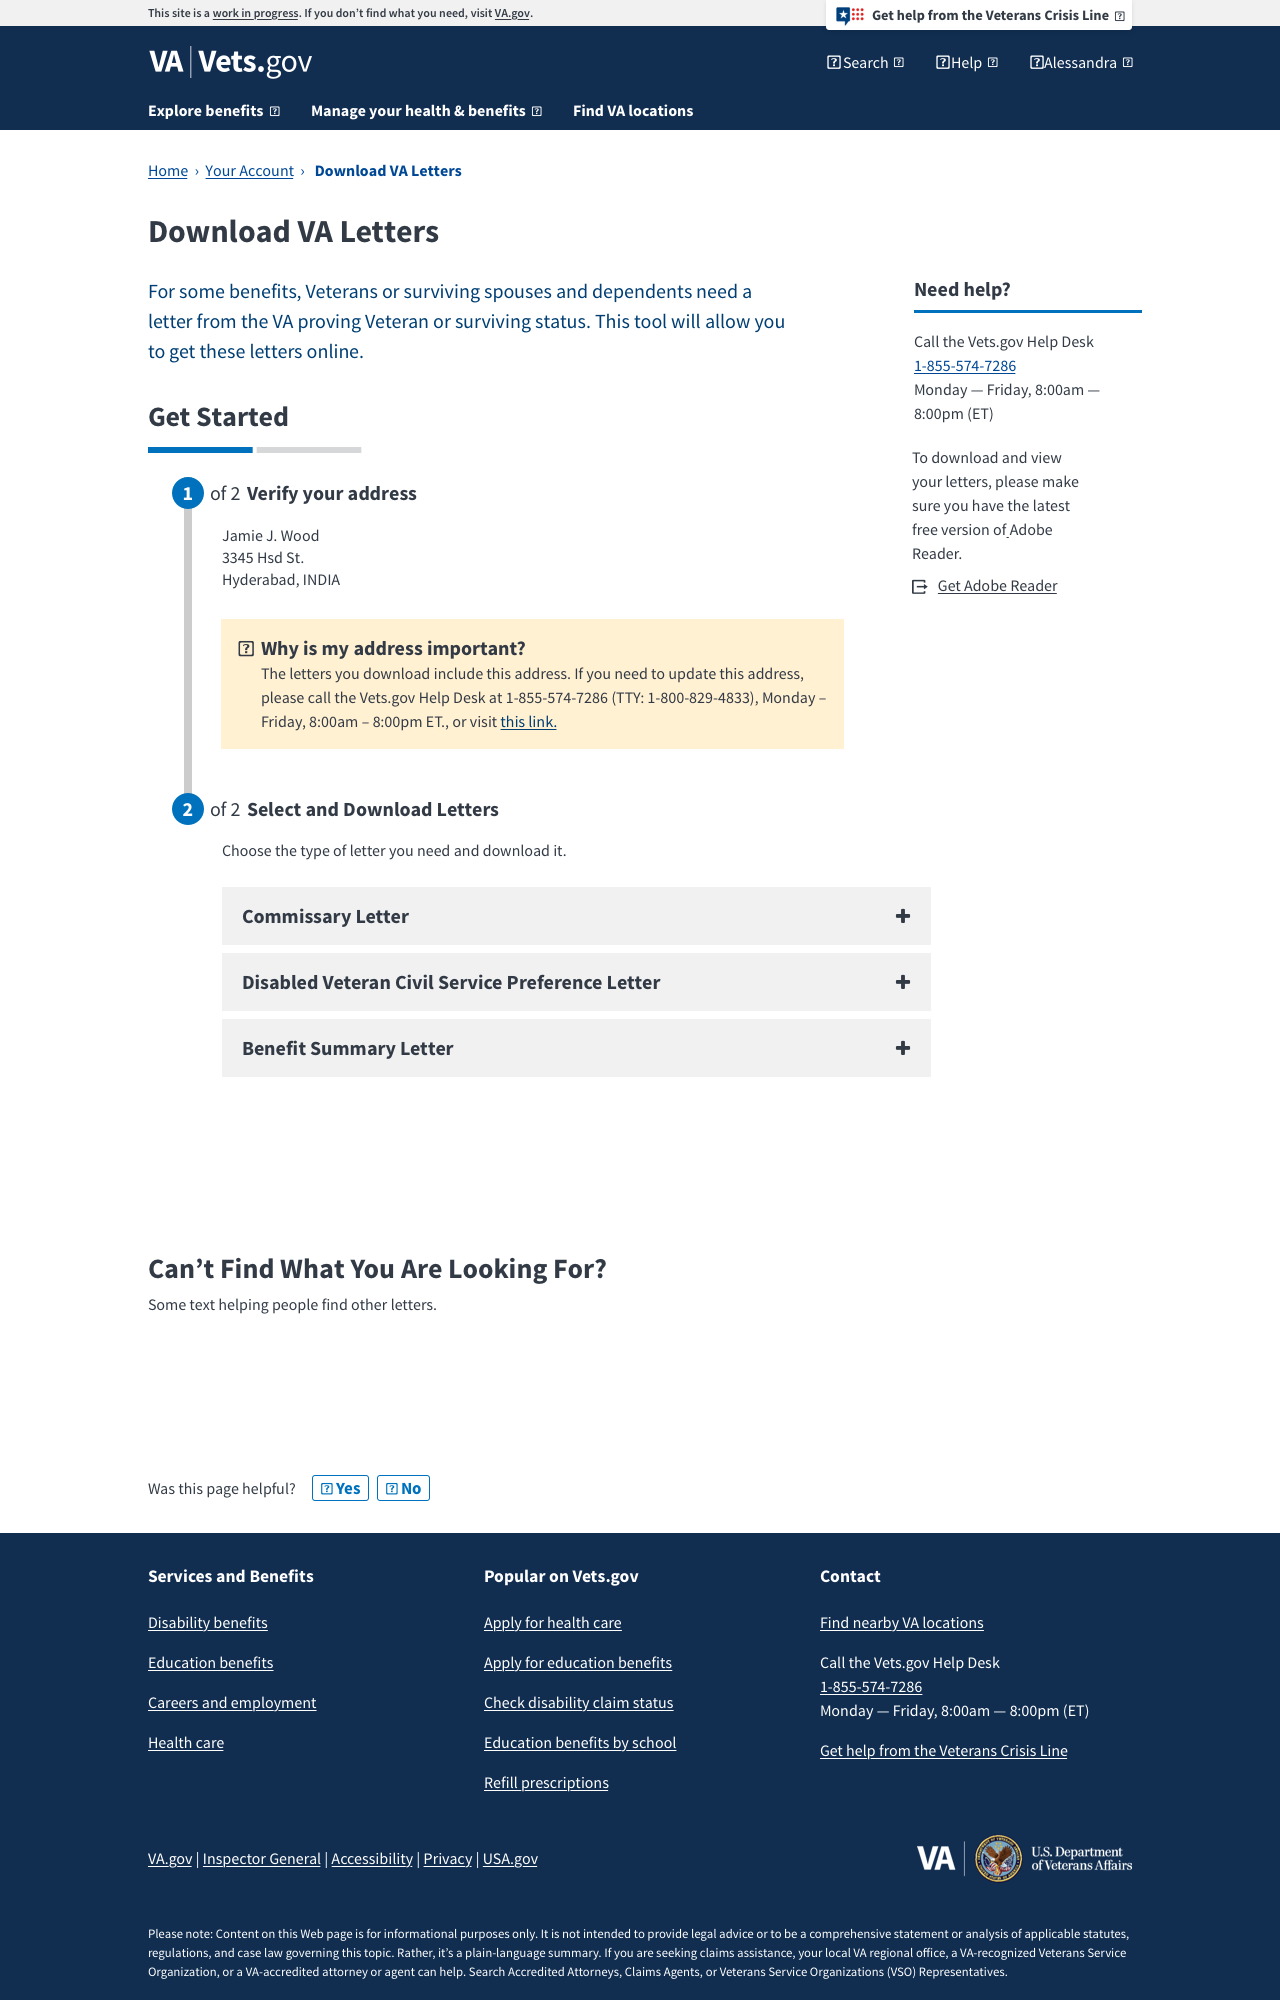 This site is a work in progress. If you don’t find what you need, visit VA.gov.
Get help from the Veterans Crisis Line
VA | Vets.gov
Search
Help
Alessandra
Explore benefits
Manage your health & benefits
Find VA locations
Home › Your Account › Download VA Letters
Download VA Letters
For some benefits, Veterans or surviving spouses and dependents need a
letter from the VA proving Veteran or surviving status. This tool will allow you
to get these letters online.
Need help?
Call the Vets.gov Help Desk
1-855-574-7286
Monday — Friday, 8:00am —
8:00pm (ET)
To download and view
your letters, please make
sure you have the latest
free version of Adobe
Reader.
Get Adobe Reader
Get Started
1 of 2 Verify your address
Jamie J. Wood
3345 Hsd St.
Hyderabad, INDIA
Why is my address important?
The letters you download include this address. If you need to update this address,
please call the Vets.gov Help Desk at 1-855-574-7286 (TTY: 1-800-829-4833), Monday –
Friday, 8:00am – 8:00pm ET., or visit this link.
2 of 2 Select and Download Letters
Choose the type of letter you need and download it.
Commissary Letter
Disabled Veteran Civil Service Preference Letter
Benefit Summary Letter
Can’t Find What You Are Looking For?
Some text helping people find other letters.
Was this page helpful?
Yes
No
Services and Benefits
Disability benefits
Education benefits
Careers and employment
Health care
Popular on Vets.gov
Apply for health care
Apply for education benefits
Check disability claim status
Education benefits by school
Refill prescriptions
Contact
Find nearby VA locations
Call the Vets.gov Help Desk
1-855-574-7286
Monday — Friday, 8:00am — 8:00pm (ET)
Get help from the Veterans Crisis Line
VA.gov | Inspector General | Accessibility | Privacy | USA.gov
VA
U.S. Department
of Veterans Affairs
Please note: Content on this Web page is for informational purposes only. It is not intended to provide legal advice or to be a comprehensive statement or analysis of applicable statutes,
regulations, and case law governing this topic. Rather, it’s a plain-language summary. If you are seeking claims assistance, your local VA regional office, a VA-recognized Veterans Service
Organization, or a VA-accredited attorney or agent can help. Search Accredited Attorneys, Claims Agents, or Veterans Service Organizations (VSO) Representatives.